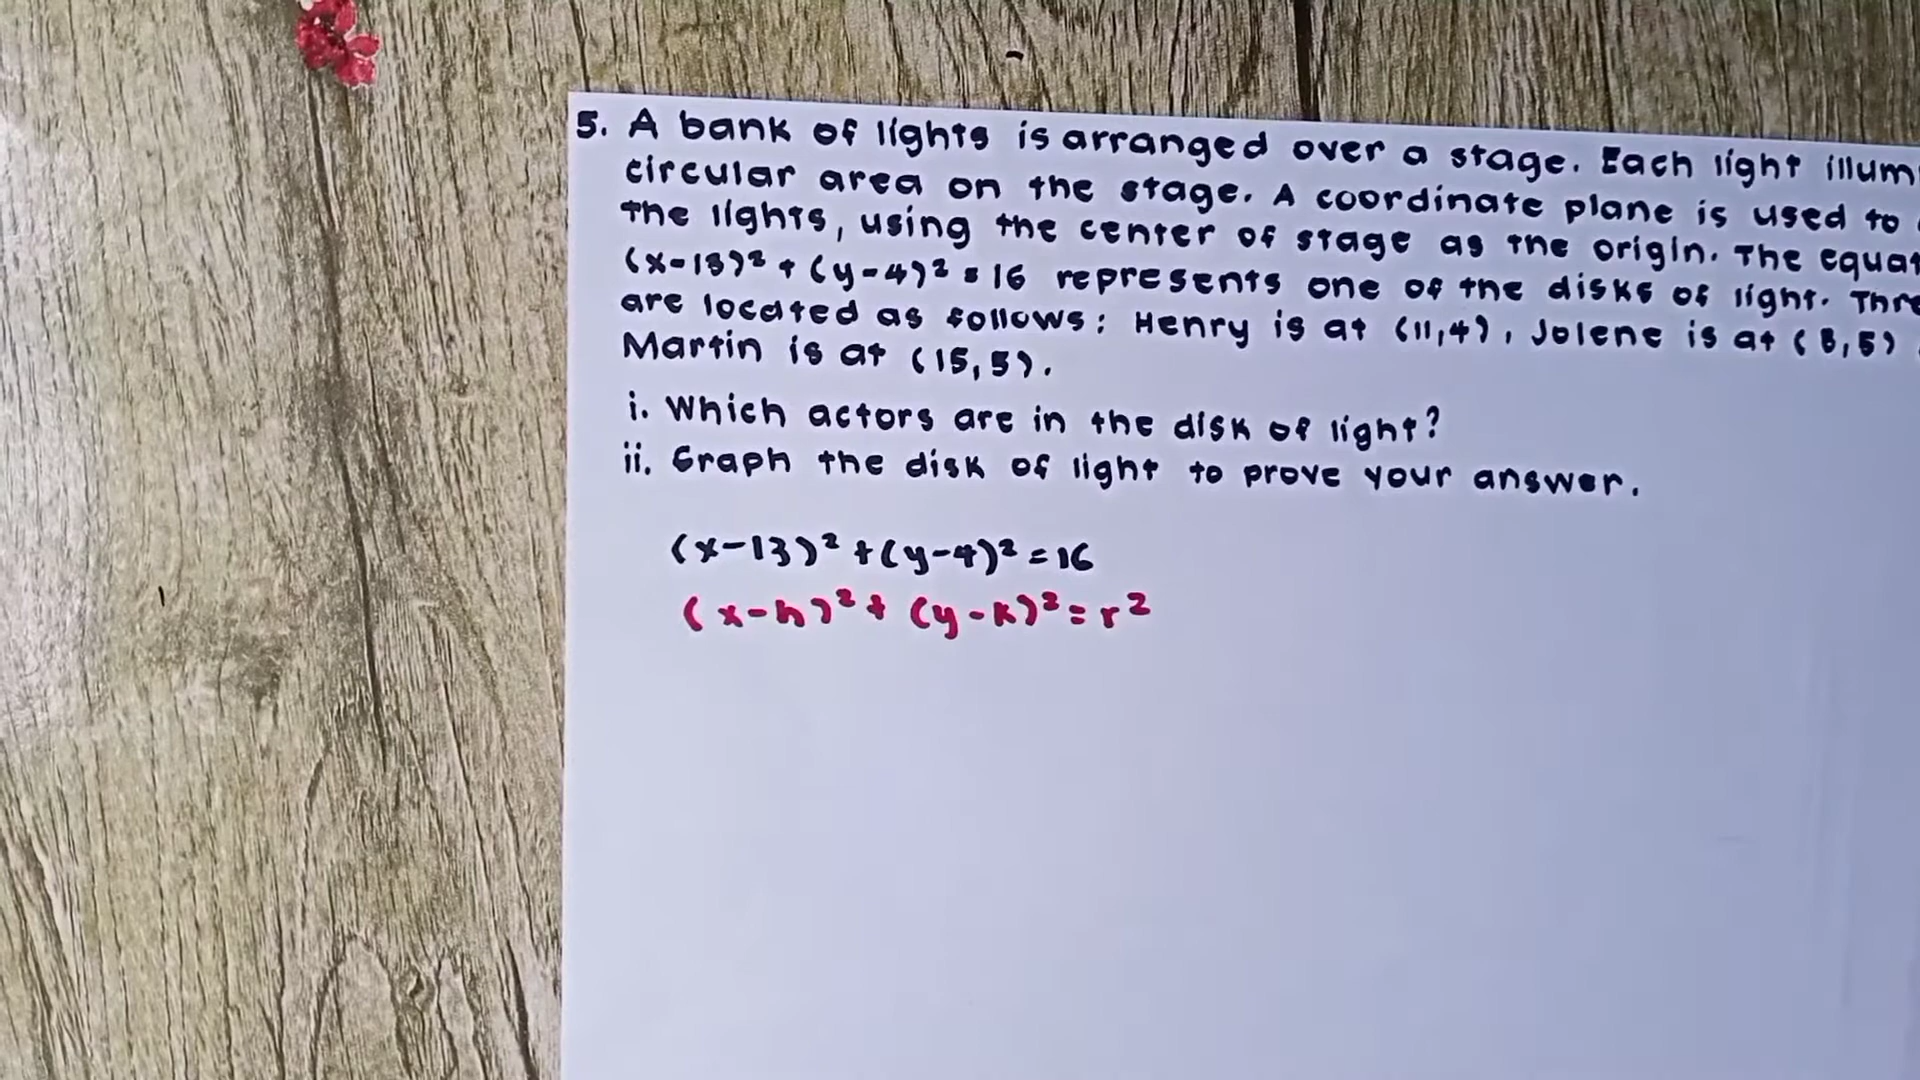 5. A bank of lights is arranged over a stage. Each light illum
circular area on the stage. A coordinate plane is used to
the lights, using the center of stage as the origin. The equat
(x-13)² + (y-4)² = 16 represents one of the disks of light. Thre
are located as follows: Henry is at (11,4), Jolene is at (8,5)
Martin is at (15,5).
i. Which actors are in the disk of light?
ii. Graph the disk of light to prove your answer.
(x-13)² + (y-4)² = 16
(x-h)² + (y-k)² = r²